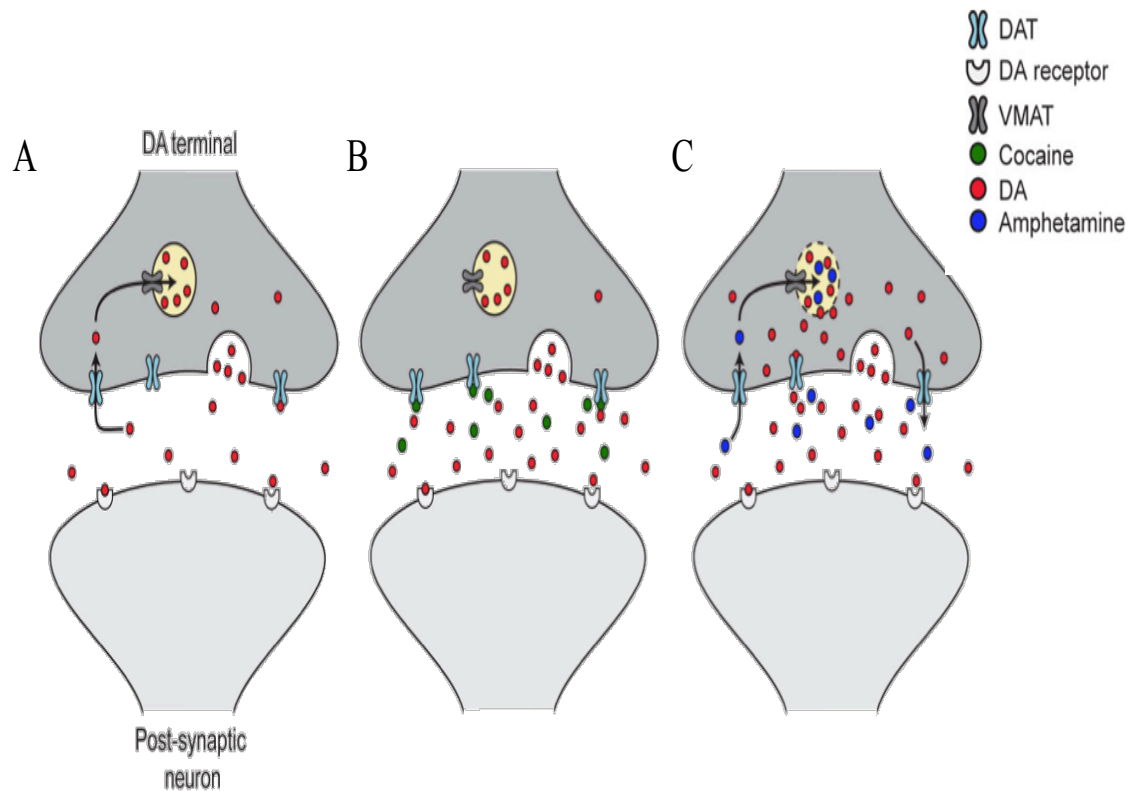 DAT
DA receptor
VMAT
Cocaine
DA
Amphetamine
A
DA terminal
B
C
Post-synaptic
neuron